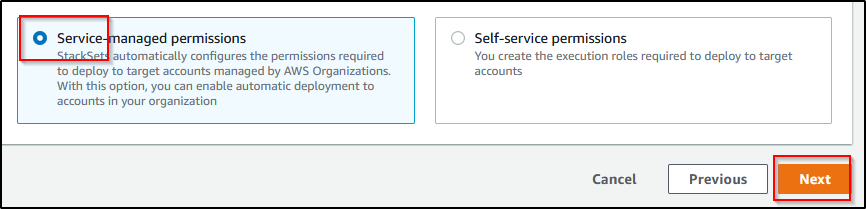 Service-managed permissions
StackSets automatically configures the permissions required
to deploy to target accounts managed by AWS Organizations.
With this option, you can enable automatic deployment to
accounts in your organization
Self-service permissions
You create the execution roles required to deploy to target
accounts
Cancel
Previous
Next